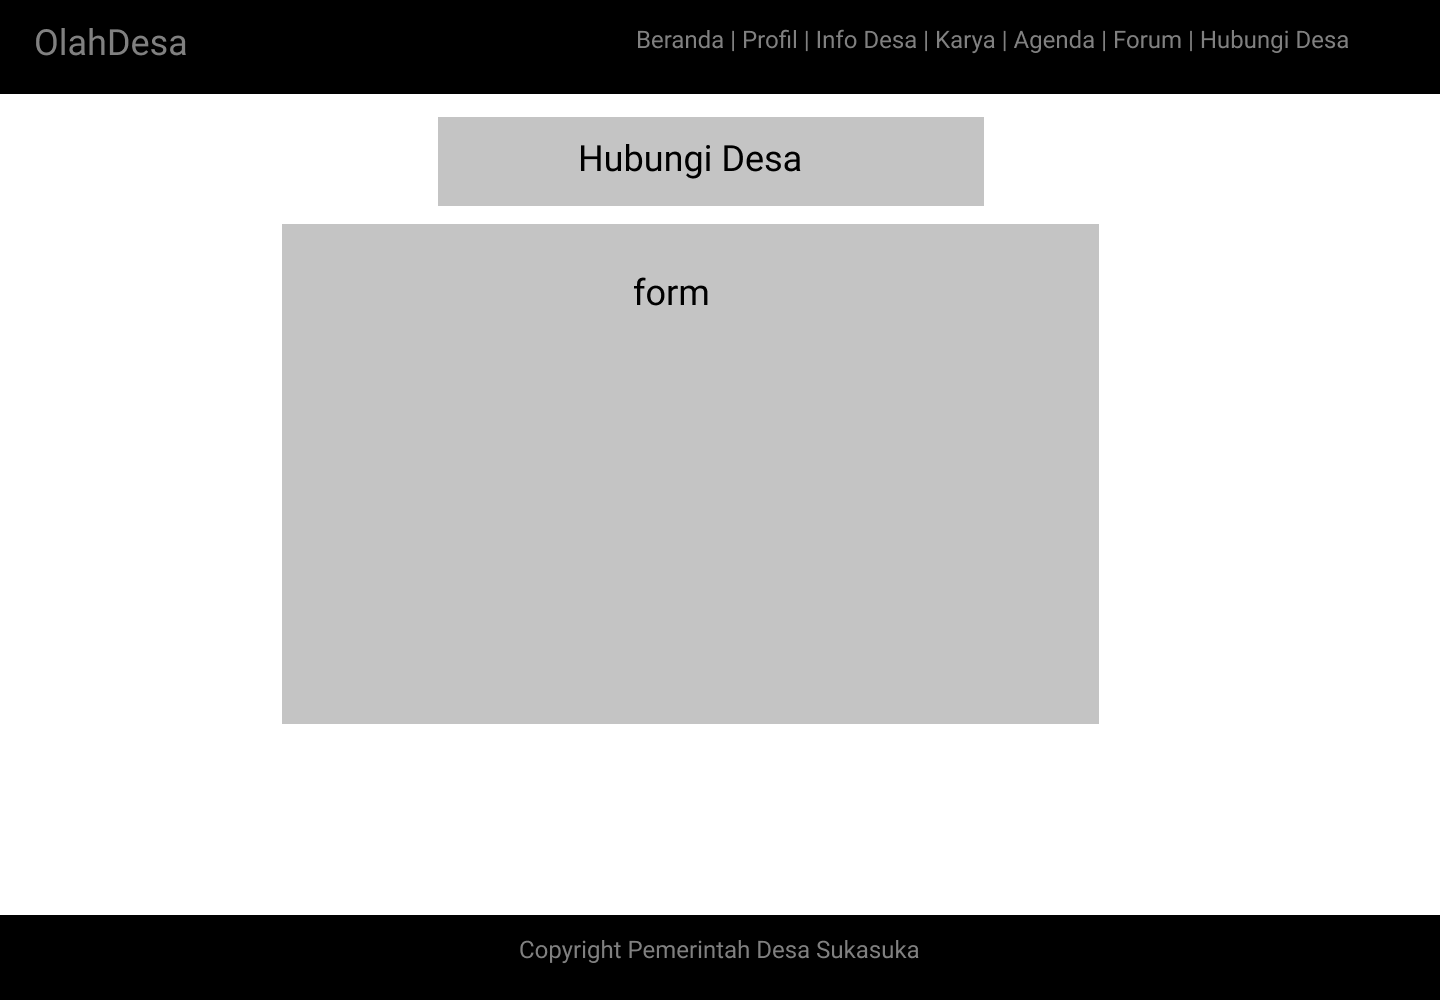 OlahDesa
Beranda | Profil | Info Desa | Karya | Agenda | Forum | Hubungi Desa
Hubungi Desa
form
Copyright Pemerintah Desa Sukasuka